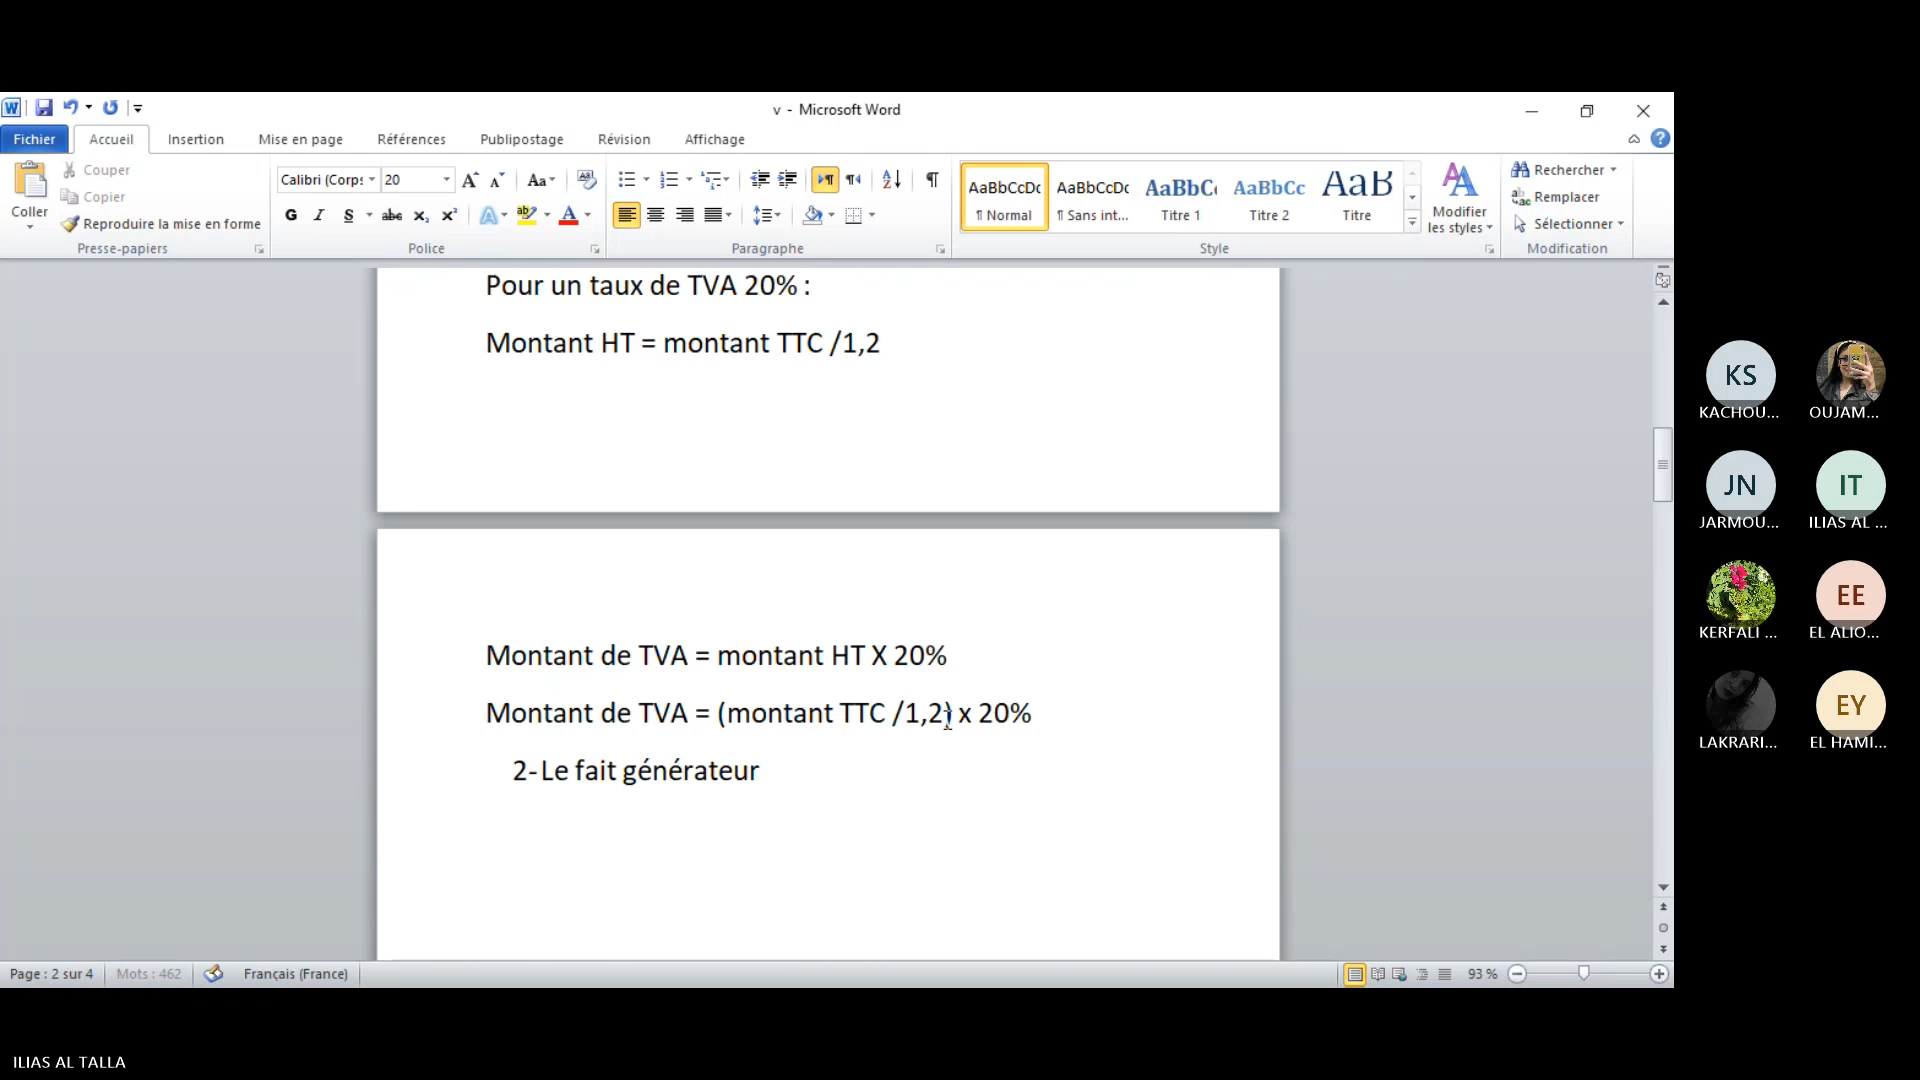 v - Microsoft Word
Fichier
Accueil
Insertion
Mise en page
Références
Publipostage
Révision
Affichage
Coller
Couper
Copier
Reproduire la mise en forme
Presse-papiers
Calibri (Corps
20
Aa
G I S abc x₂ x²
Police
Paragraphe
AaBbCcDc
¶ Normal
AaBbCcDc
¶ Sans int...
AaBbC
Titre 1
AaBbCc
Titre 2
AaB
Titre
Modifier
les styles
Style
Rechercher
Remplacer
Sélectionner
Modification
Pour un taux de TVA 20% :
Montant HT = montant TTC /1,2
Montant de TVA = montant HT X 20%
Montant de TVA = (montant TTC /1,2) x 20%
2- Le fait générateur
Page : 2 sur 4
Mots : 462
Français (France)
93 %
KS
KACHOU...
OUJAM...
JN
JARMOU...
IT
ILIAS AL ...
KERFALI ...
EE
EL ALIO...
LAKRARI...
EY
EL HAMI...
ILIAS AL TALLA